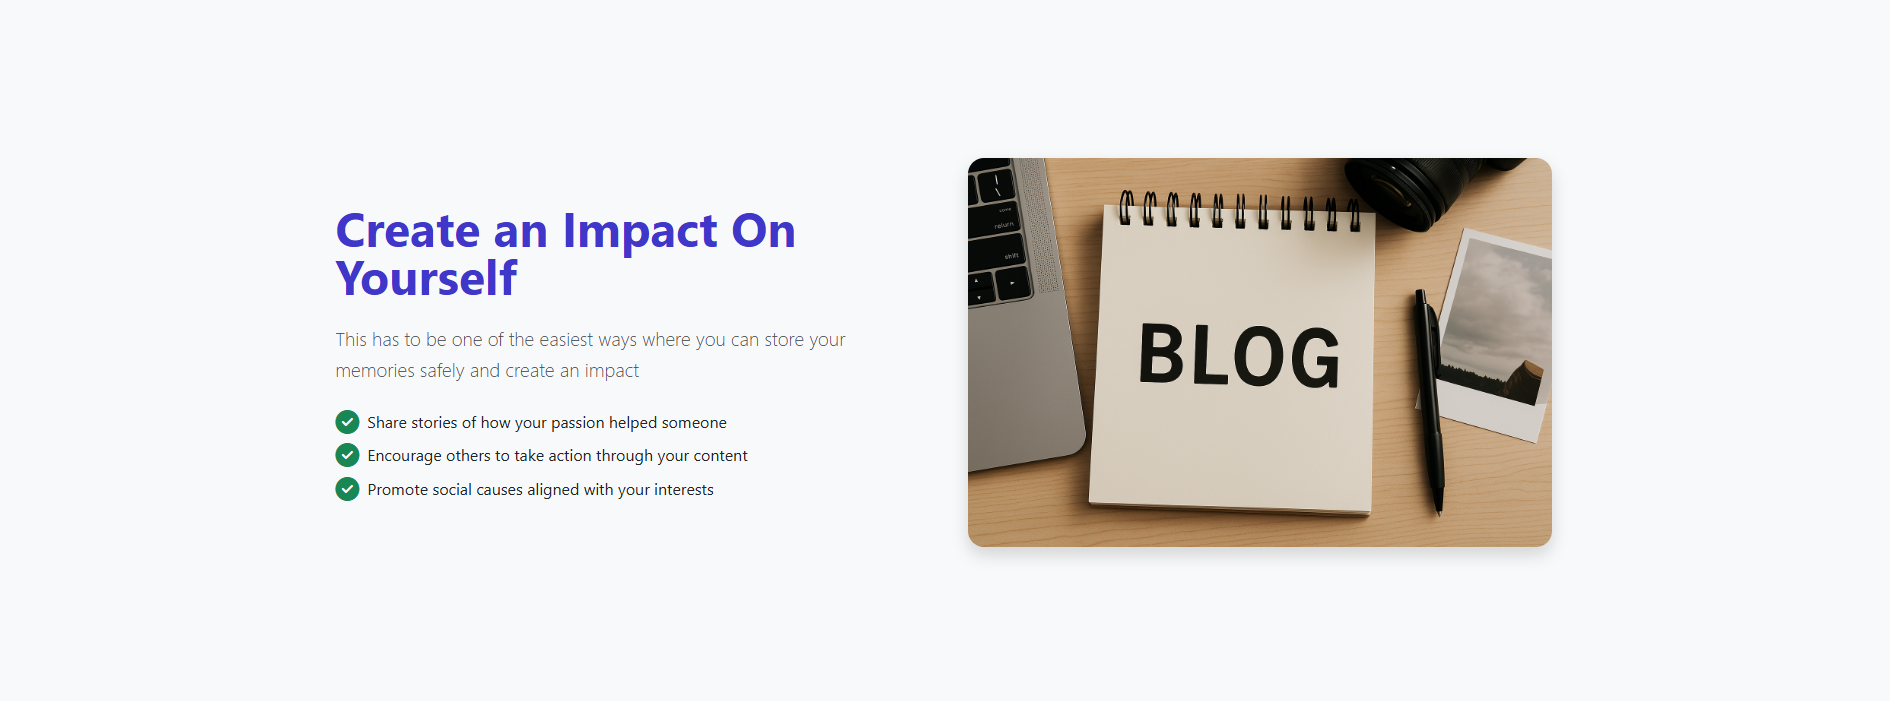 Create an Impact On
Yourself
This has to be one of the easiest ways where you can store your
memories safely and create an impact
Share stories of how your passion helped someone
Encourage others to take action through your content
Promote social causes aligned with your interests
return
shift
BLOG